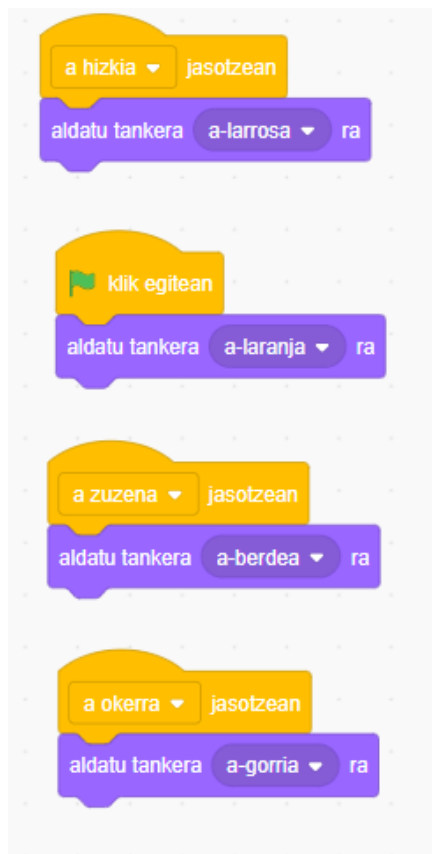 a hizkia jasotzean
aldatu tankera a-larrosa ra
klik egitean
aldatu tankera a-laranja ra
a zuzena jasotzean
aldatu tankera a-berdea ra
a okerra jasotzean
aldatu tankera a-gorria ra